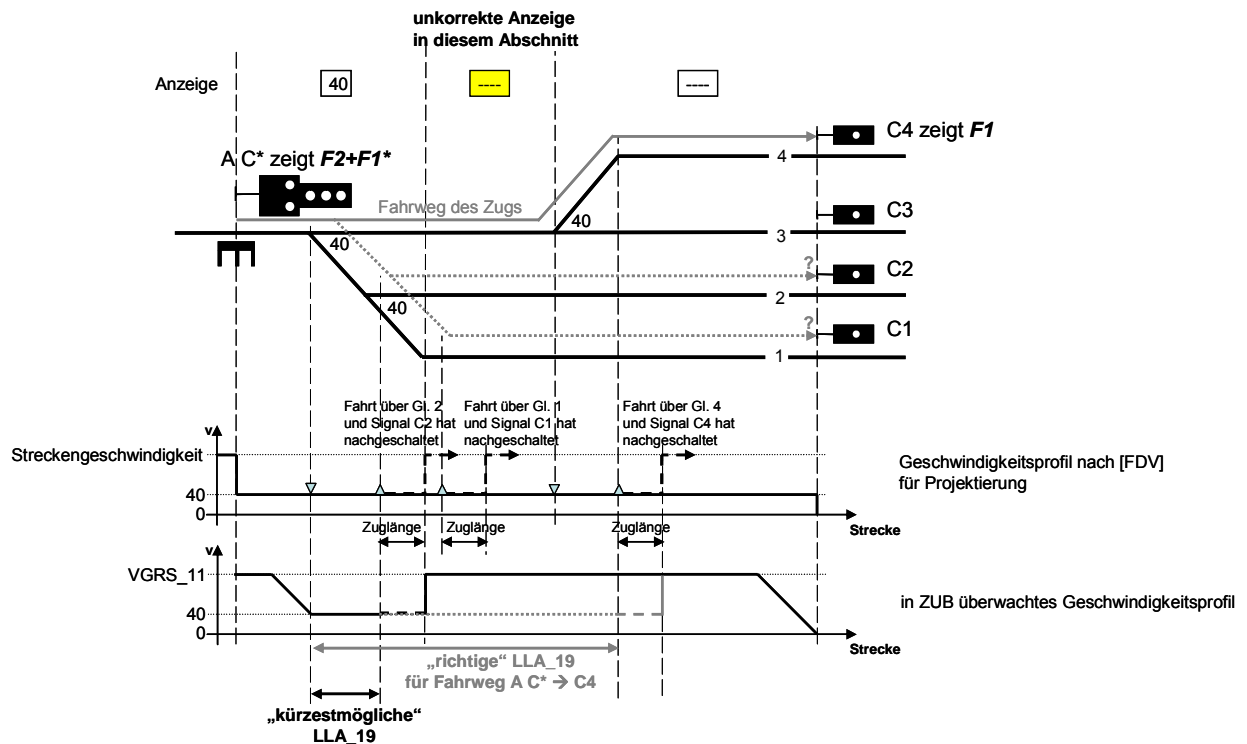 unkorrekte Anzeige
in diesem Abschnitt
Anzeige
40
----
----
A C* zeigt F2+F1*
C4 zeigt F1
4
Fahrweg des Zugs
C3
40
40
3
?
C2
2
40
?
C1
1
Fahrt über Gl. 2
und Signal C2 hat
nachgeschaltet
Fahrt über Gl. 1
und Signal C1 hat
nachgeschaltet
Fahrt über Gl. 4
und Signal C4 hat
nachgeschaltet
v
Streckengeschwindigkeit
40
0
Geschwindigkeitsprofil nach [FDV]
für Projektierung
Strecke
Zuglänge
Zuglänge
Zuglänge
v
VGRS_11
40
0
in ZUB überwachtes Geschwindigkeitsprofil
Strecke
„richtige“ LLA_19
für Fahrweg A C* → C4
„kürzestmögliche“
LLA_19